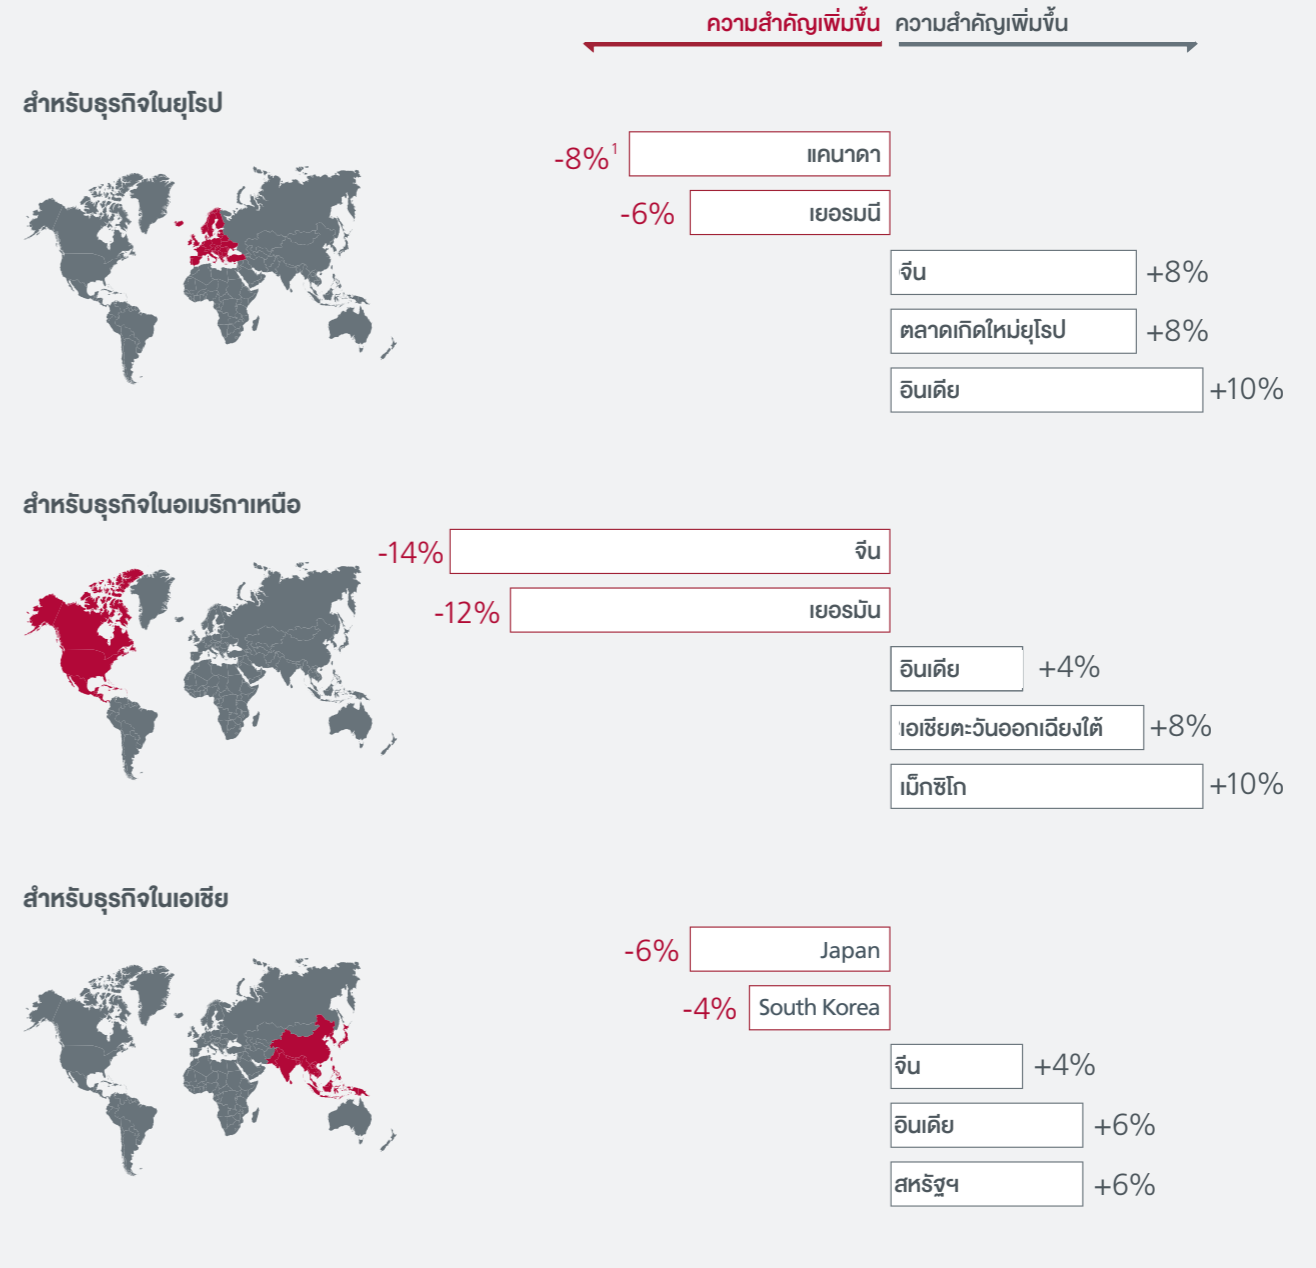 ความสำคัญเพิ่มขึ้น ความสำคัญเพิ่มขึ้น
สำหรับธุรกิจในยุโรป
-8%¹ แคนาดา
-6% เยอรมนี
จีน +8%
ตลาดเกิดใหม่ยุโรป +8%
อินเดีย +10%
สำหรับธุรกิจในอเมริกาเหนือ
-14% จีน
-12% เยอรมัน
อินเดีย +4%
เอเชียตะวันออกเฉียงใต้ +8%
เม็กซิโก +10%
สำหรับธุรกิจในเอเชีย
-6% Japan
-4% South Korea
จีน +4%
อินเดีย +6%
สหรัฐฯ +6%